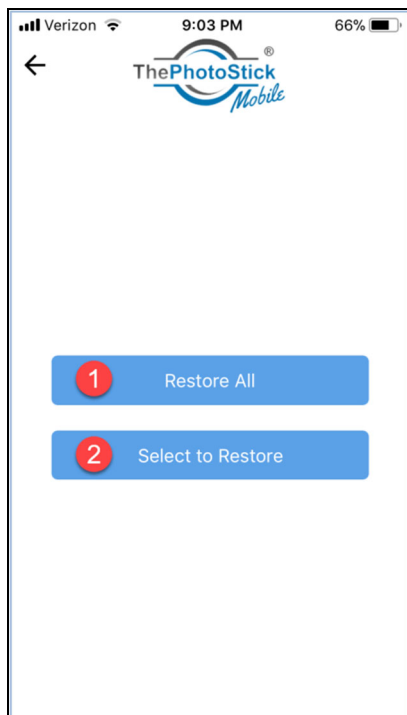 Verizon 9:03 PM 66%
ThePhotoStick®
Mobile
1 Restore All
2 Select to Restore